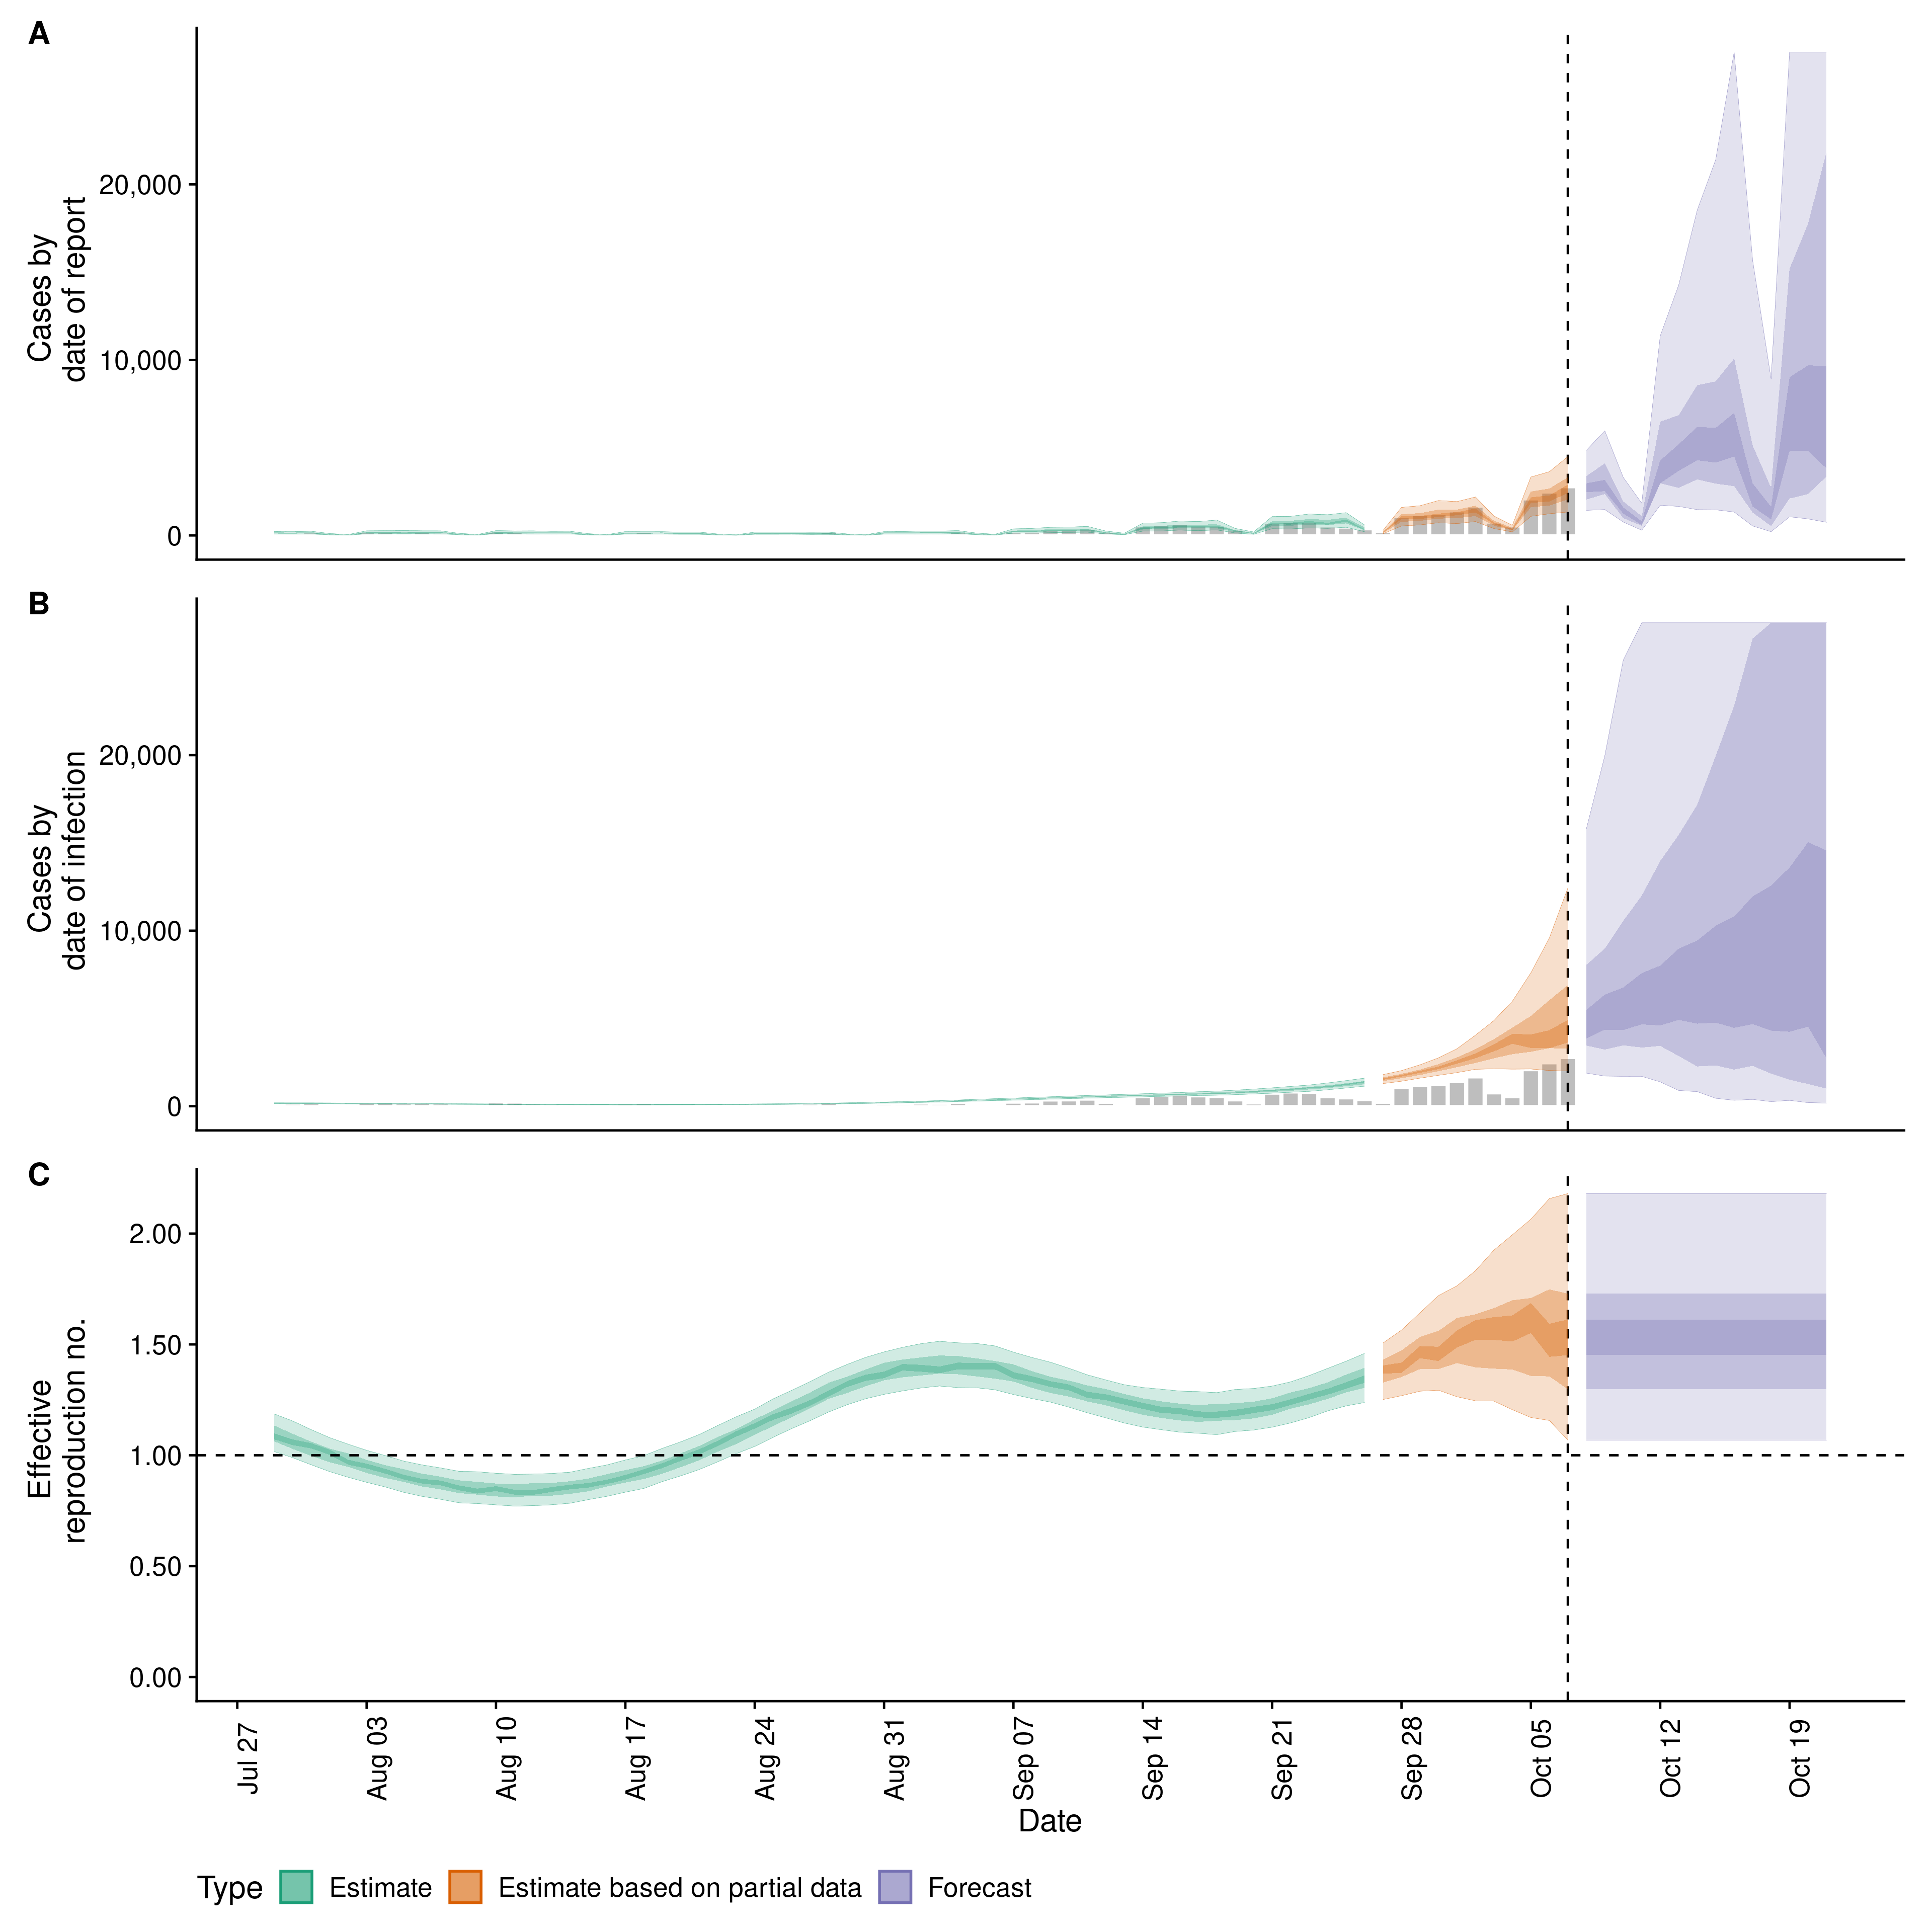 A
Cases by
date of report
20,000
10,000
0
B
Cases by
date of infection
20,000
10,000
0
C
Effective
reproduction no.
2.00
1.50
1.00
0.50
0.00
Jul 27
Aug 03
Aug 10
Aug 17
Aug 24
Aug 31
Sep 07
Sep 14
Sep 21
Sep 28
Oct 05
Oct 12
Oct 19
Date
Type Estimate Estimate based on partial data Forecast